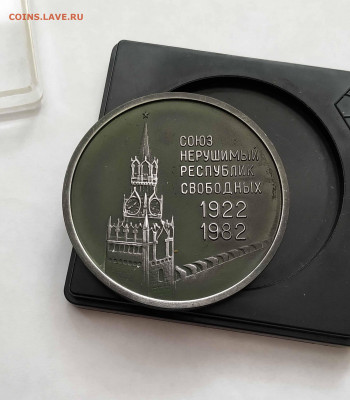 COINS.LAVE.RU
СОЮЗ
НЕРУШИМЫЙ
РЕСПУБЛИК
СВОБОДНЫХ
1922
1982